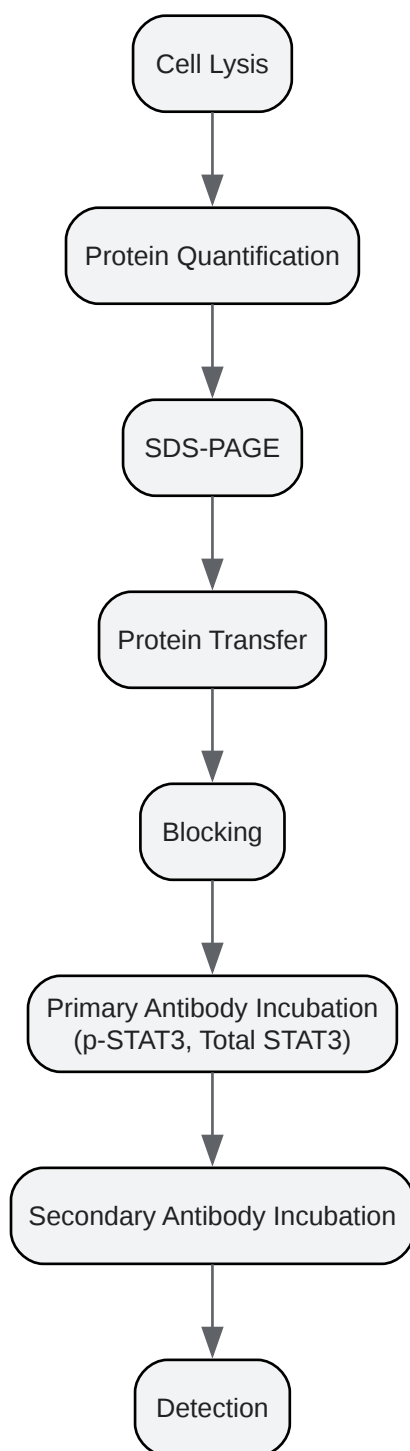 Cell Lysis
Protein Quantification
SDS-PAGE
Protein Transfer
Blocking
Primary Antibody Incubation
(p-STAT3, Total STAT3)
Secondary Antibody Incubation
Detection